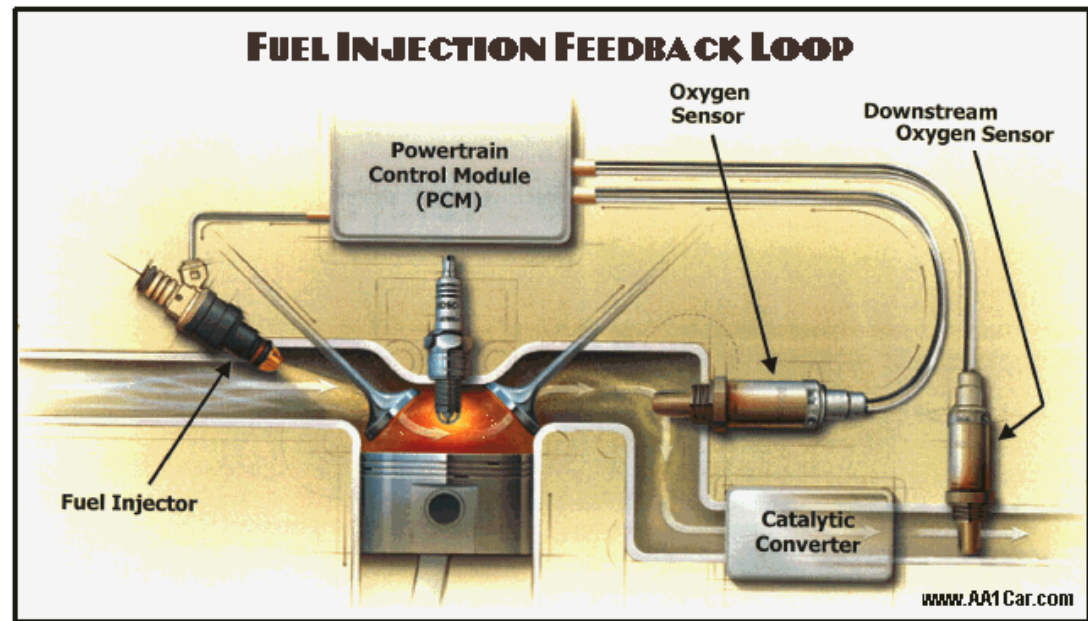 FUEL INJECTION FEEDBACK LOOP
Oxygen
Sensor
Downstream
Oxygen Sensor
Powertrain
Control Module
(PCM)
Fuel Injector
Catalytic
Converter
www.AA1Car.com